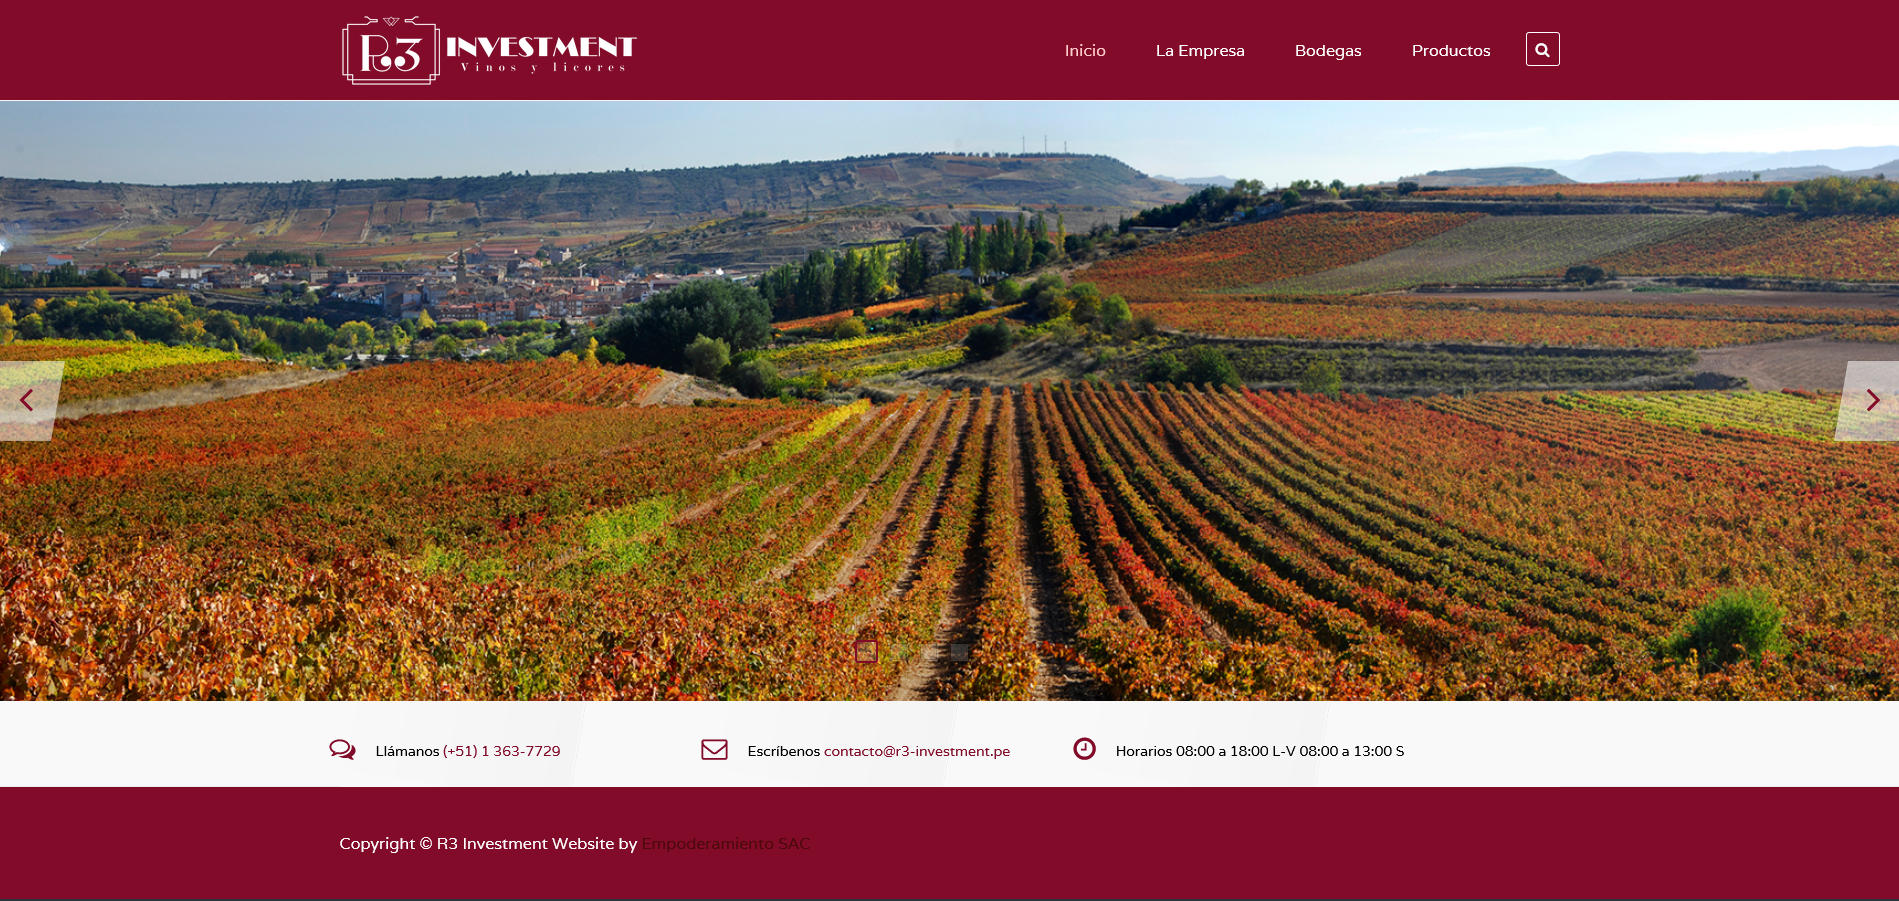 R3 INVESTMENT
Vinos y licores
Inicio La Empresa Bodegas Productos
Llámanos (+51) 1 363-7729
Escríbenos contacto@r3-investment.pe
Horarios 08:00 a 18:00 L-V 08:00 a 13:00 S
Copyright © R3 Investment Website by Empoderamiento SAC